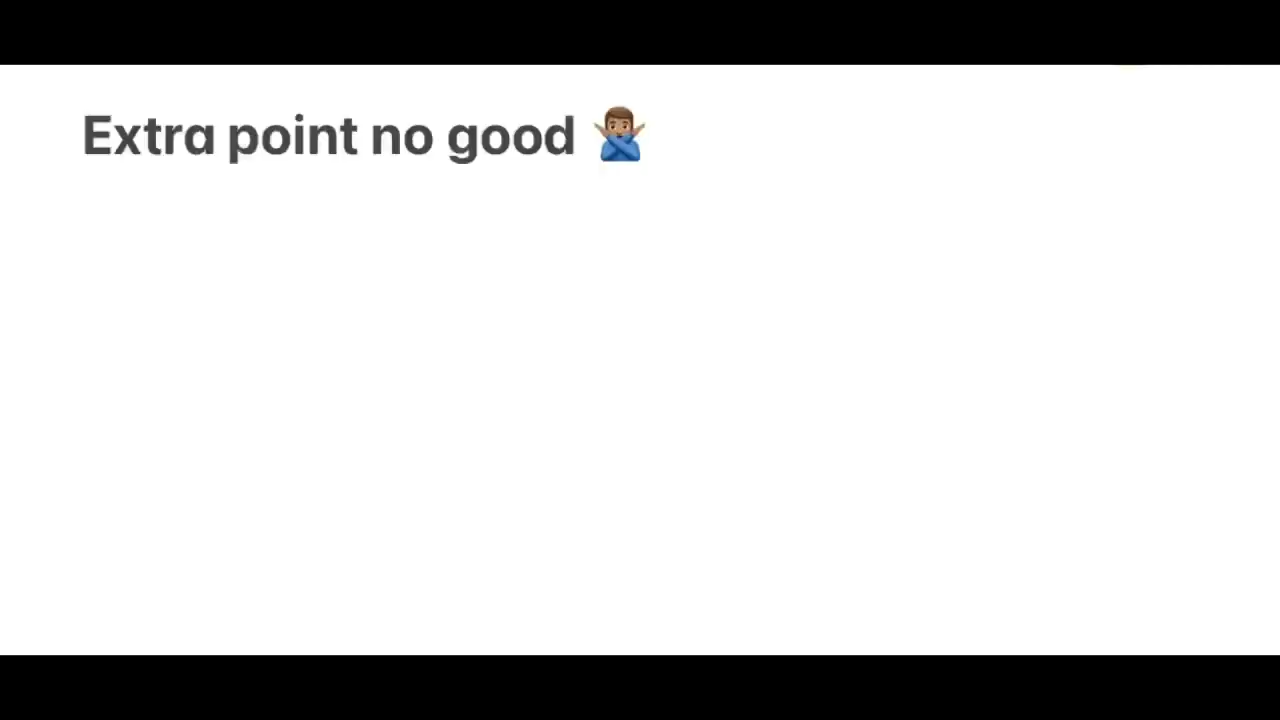 Extra point no good 🙅🏽‍♂️